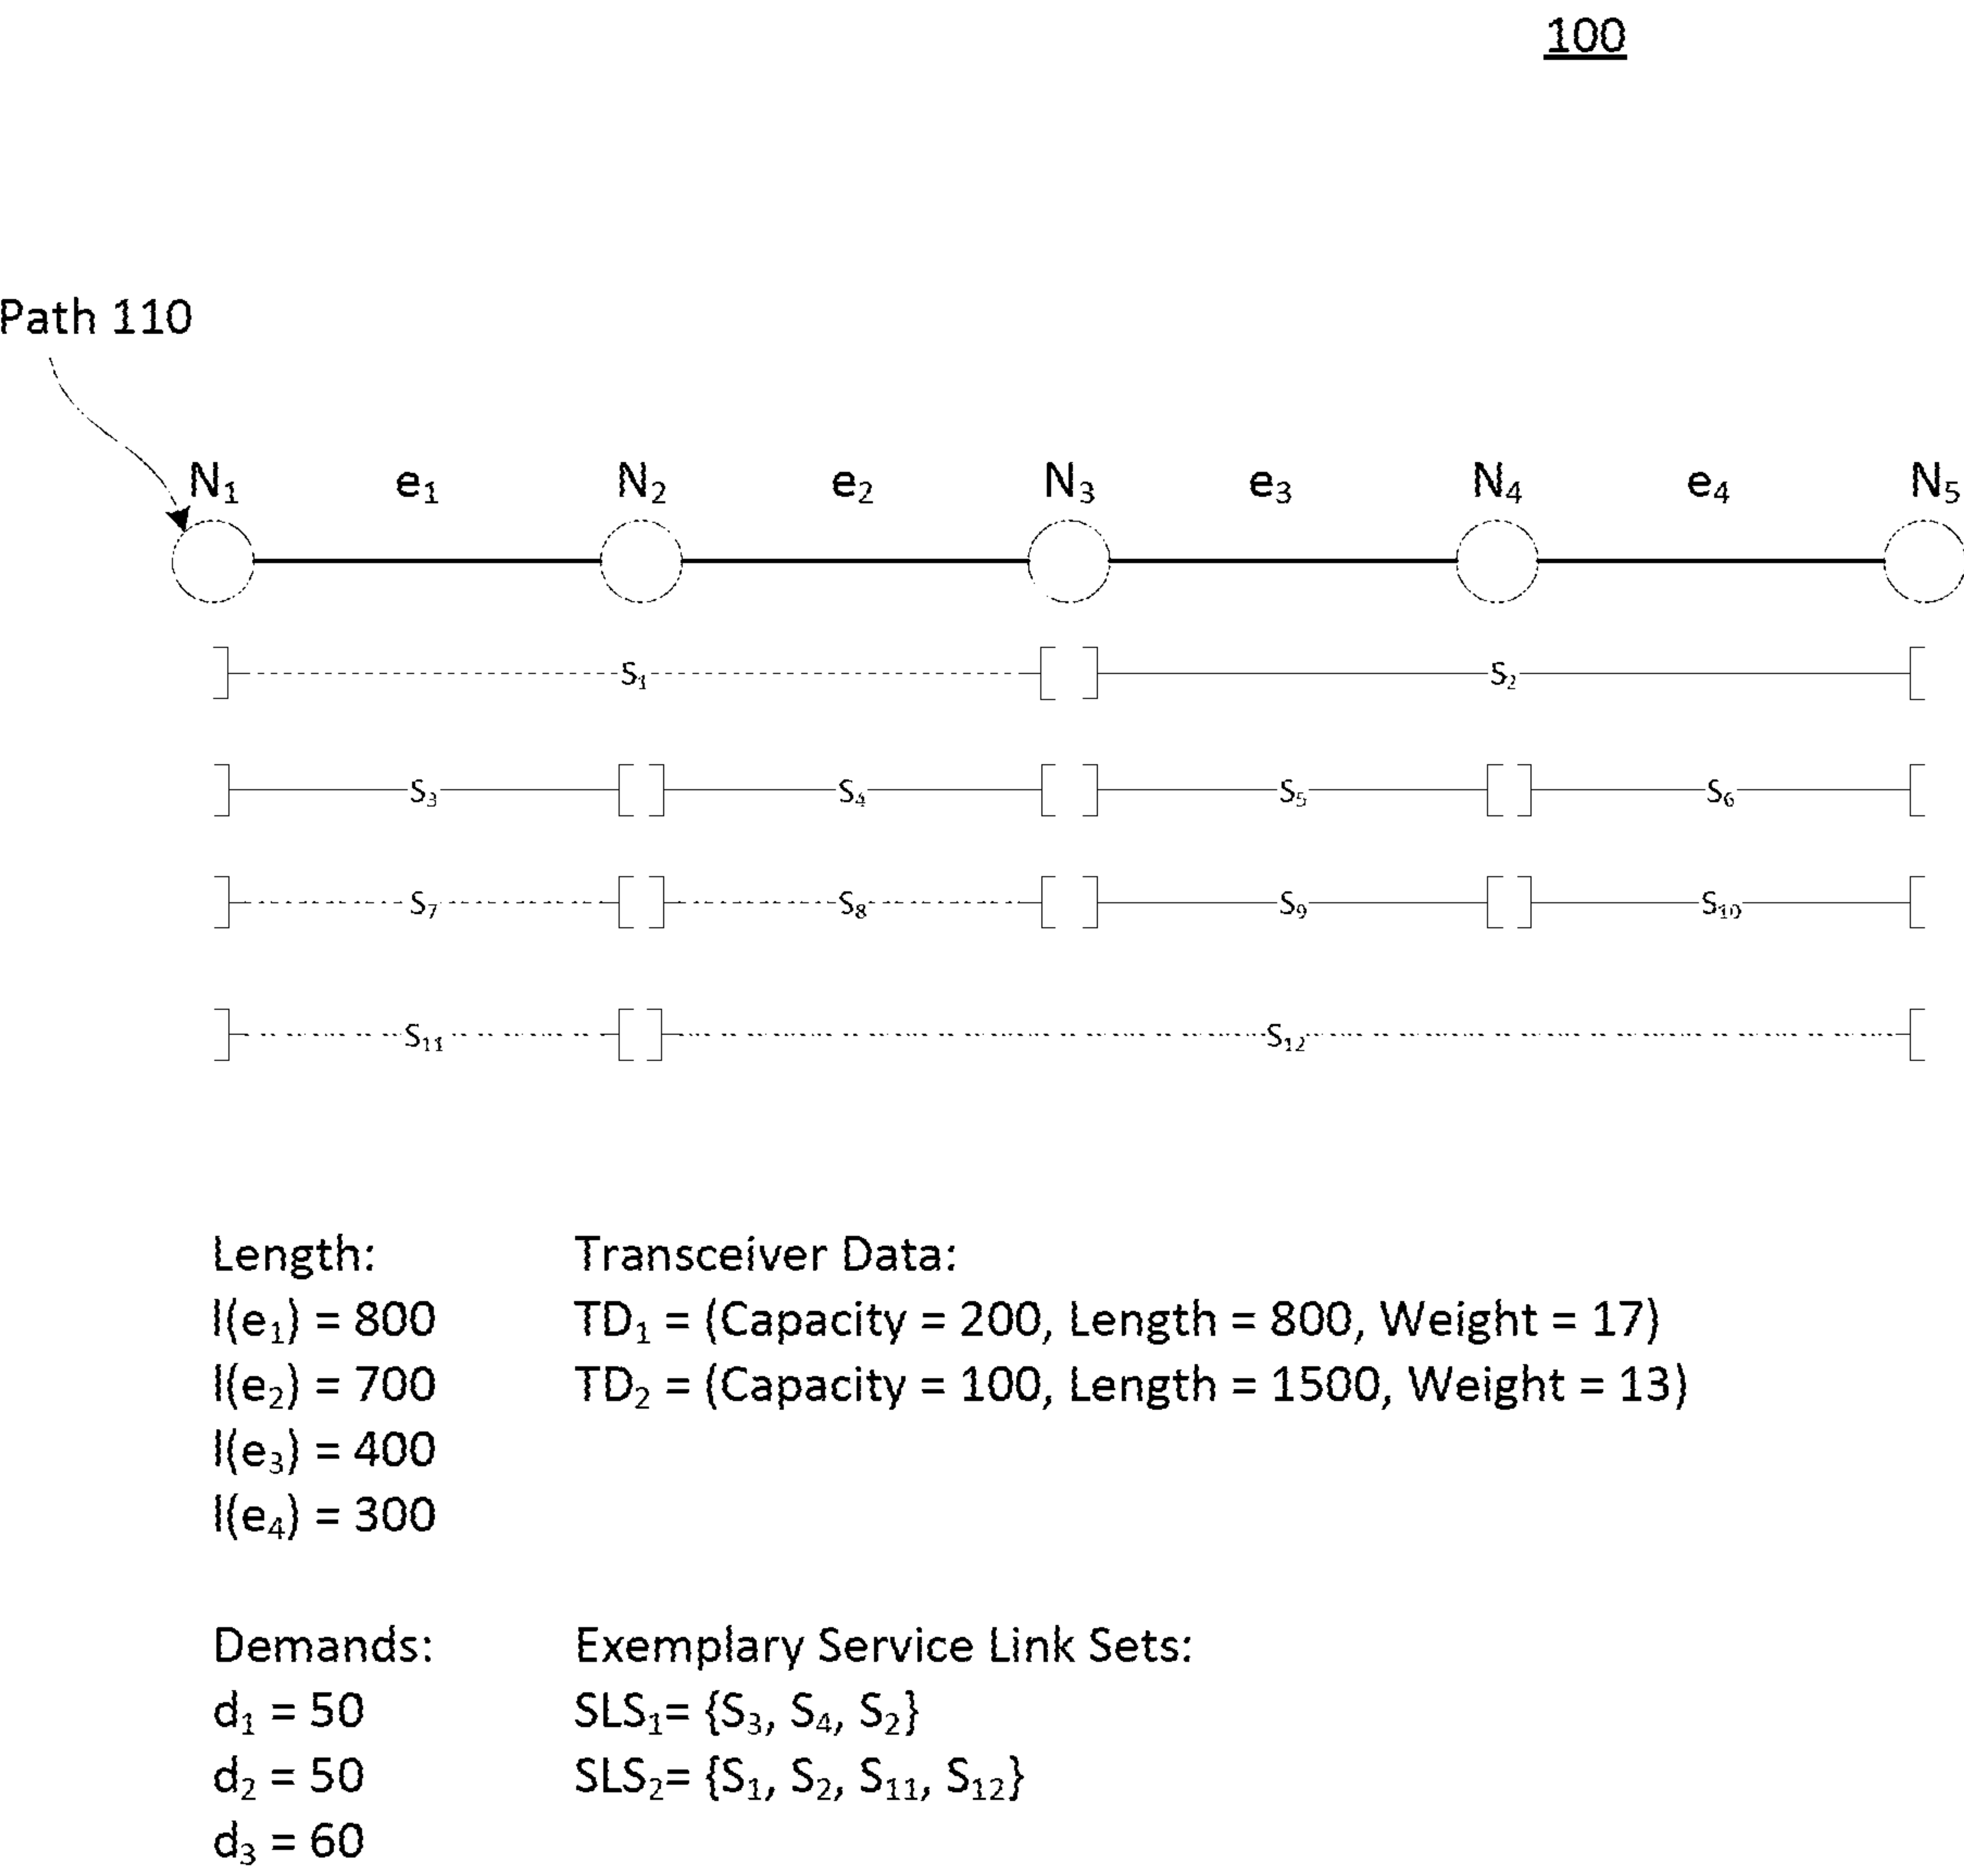 100
Path 110
N₁ e₁ N₂ e₂ N₃ e₃ N₄ e₄ N₅
S₁ S₂
S₃ S₄ S₅ S₆
S₇ S₈ S₉ S₁₀
S₁₁ S₁₂
Length: Transceiver Data:
l(e₁) = 800 TD₁ = (Capacity = 200, Length = 800, Weight = 17)
l(e₂) = 700 TD₂ = (Capacity = 100, Length = 1500, Weight = 13)
l(e₃) = 400
l(e₄) = 300
Demands: Exemplary Service Link Sets:
d₁ = 50 SLS₁= {S₃, S₄, S₂}
d₂ = 50 SLS₂= {S₁, S₂, S₁₁, S₁₂}
d₃ = 60